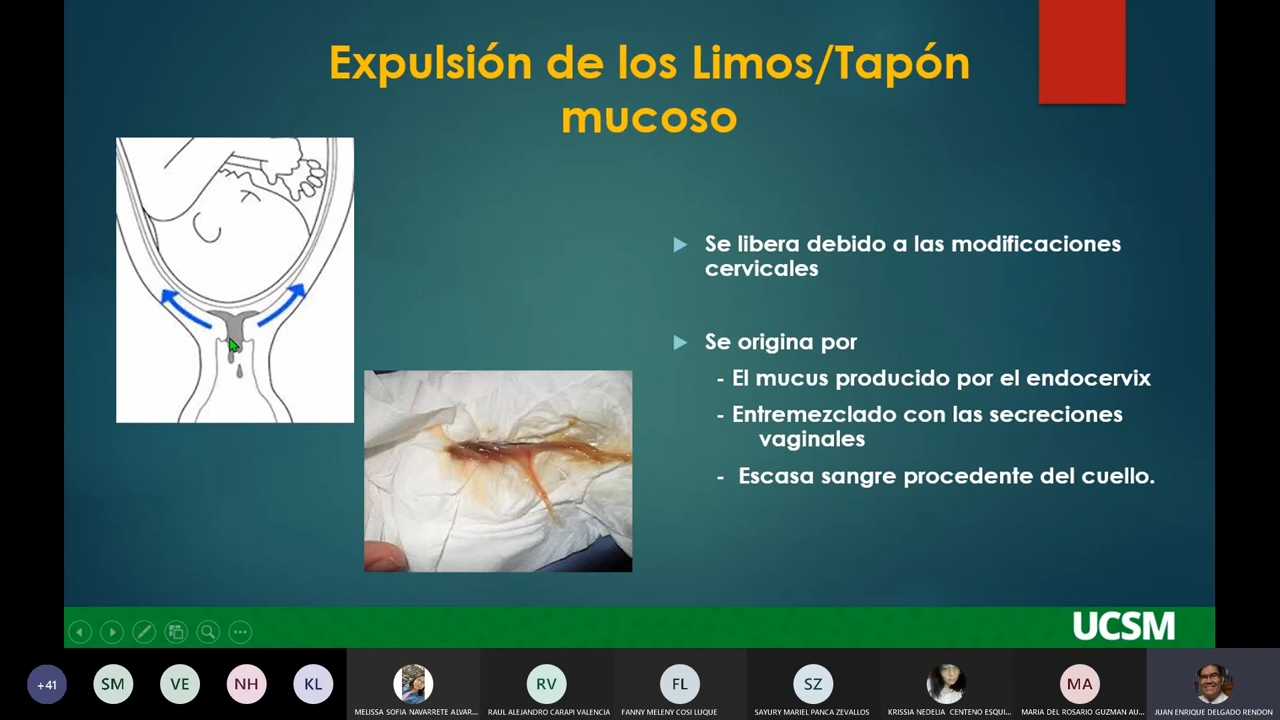 Expulsión de los Limos/Tapón
mucoso
Se libera debido a las modificaciones
cervicales
Se origina por
- El mucus producido por el endocervix
- Entremezclado con las secreciones
vaginales
- Escasa sangre procedente del cuello.
UCSM
+41
SM
VE
NH
KL
RV
FL
SZ
MA
MELISSA SOFIA NAVARRETE ALVAR...
RAUL ALEJANDRO CARAPI VALENCIA
FANNY MELENY COSI LUQUE
SAYURY MARIEL PANCA ZEVALLOS
KRISSIA NEDELIA CENTENO ESQUI...
MARIA DEL ROSARIO GUZMAN AU...
JUAN ENRIQUE DELGADO RENDON